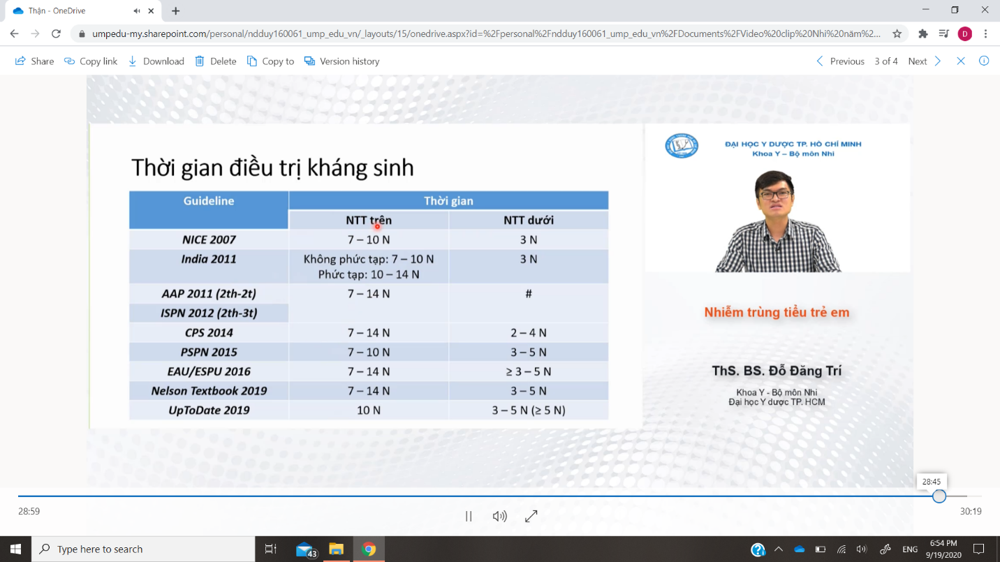 Thận - OneDrive
umpedu-my.sharepoint.com/personal/ndduy160061_ump_edu_vn/_layouts/15/onedrive.aspx?id=%2Fpersonal%2Fndduy160061_ump_edu_vn%2FDocuments%2FVideo%20clip%20Nhi%20năm%2...
D
Share Copy link Download Delete Copy to Version history Previous 3 of 4 Next
ĐẠI HỌC Y DƯỢC TP. HỒ CHÍ MINH
Khoa Y – Bộ môn Nhi
Thời gian điều trị kháng sinh
Guideline Thời gian
NTT trên NTT dưới
NICE 2007 7 – 10 N 3 N
India 2011 Không phức tạp: 7 – 10 N 3 N
Phức tạp: 10 – 14 N
AAP 2011 (2th-2t) 7 – 14 N #
ISPN 2012 (2th-3t)
CPS 2014 7 – 14 N 2 – 4 N
PSPN 2015 7 – 10 N 3 – 5 N
EAU/ESPU 2016 7 – 14 N ≥ 3 – 5 N
Nelson Textbook 2019 7 – 14 N 3 – 5 N
UpToDate 2019 10 N 3 – 5 N (≥ 5 N)
Nhiễm trùng tiểu trẻ em
ThS. BS. Đỗ Đăng Trí
Khoa Y - Bộ môn Nhi
Đại học Y dược TP. HCM
28:45
28:59 30:19
Type here to search
43
ENG
6:54 PM
9/19/2020